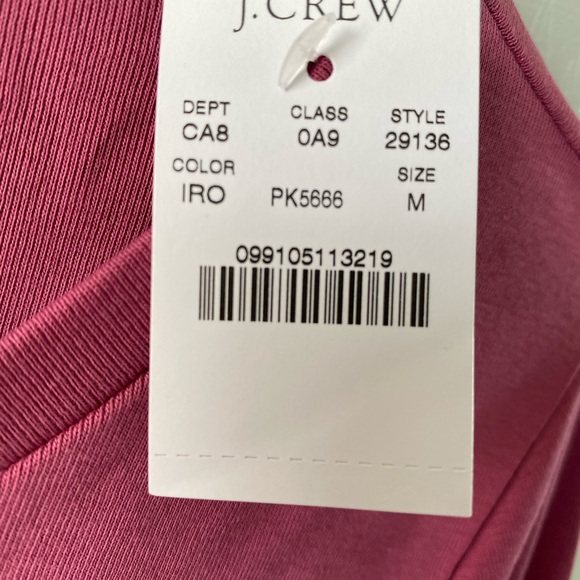 J.CREW
DEPT CLASS STYLE
CA8 0A9 29136
COLOR SIZE
IRO PK5666 M
099105113219